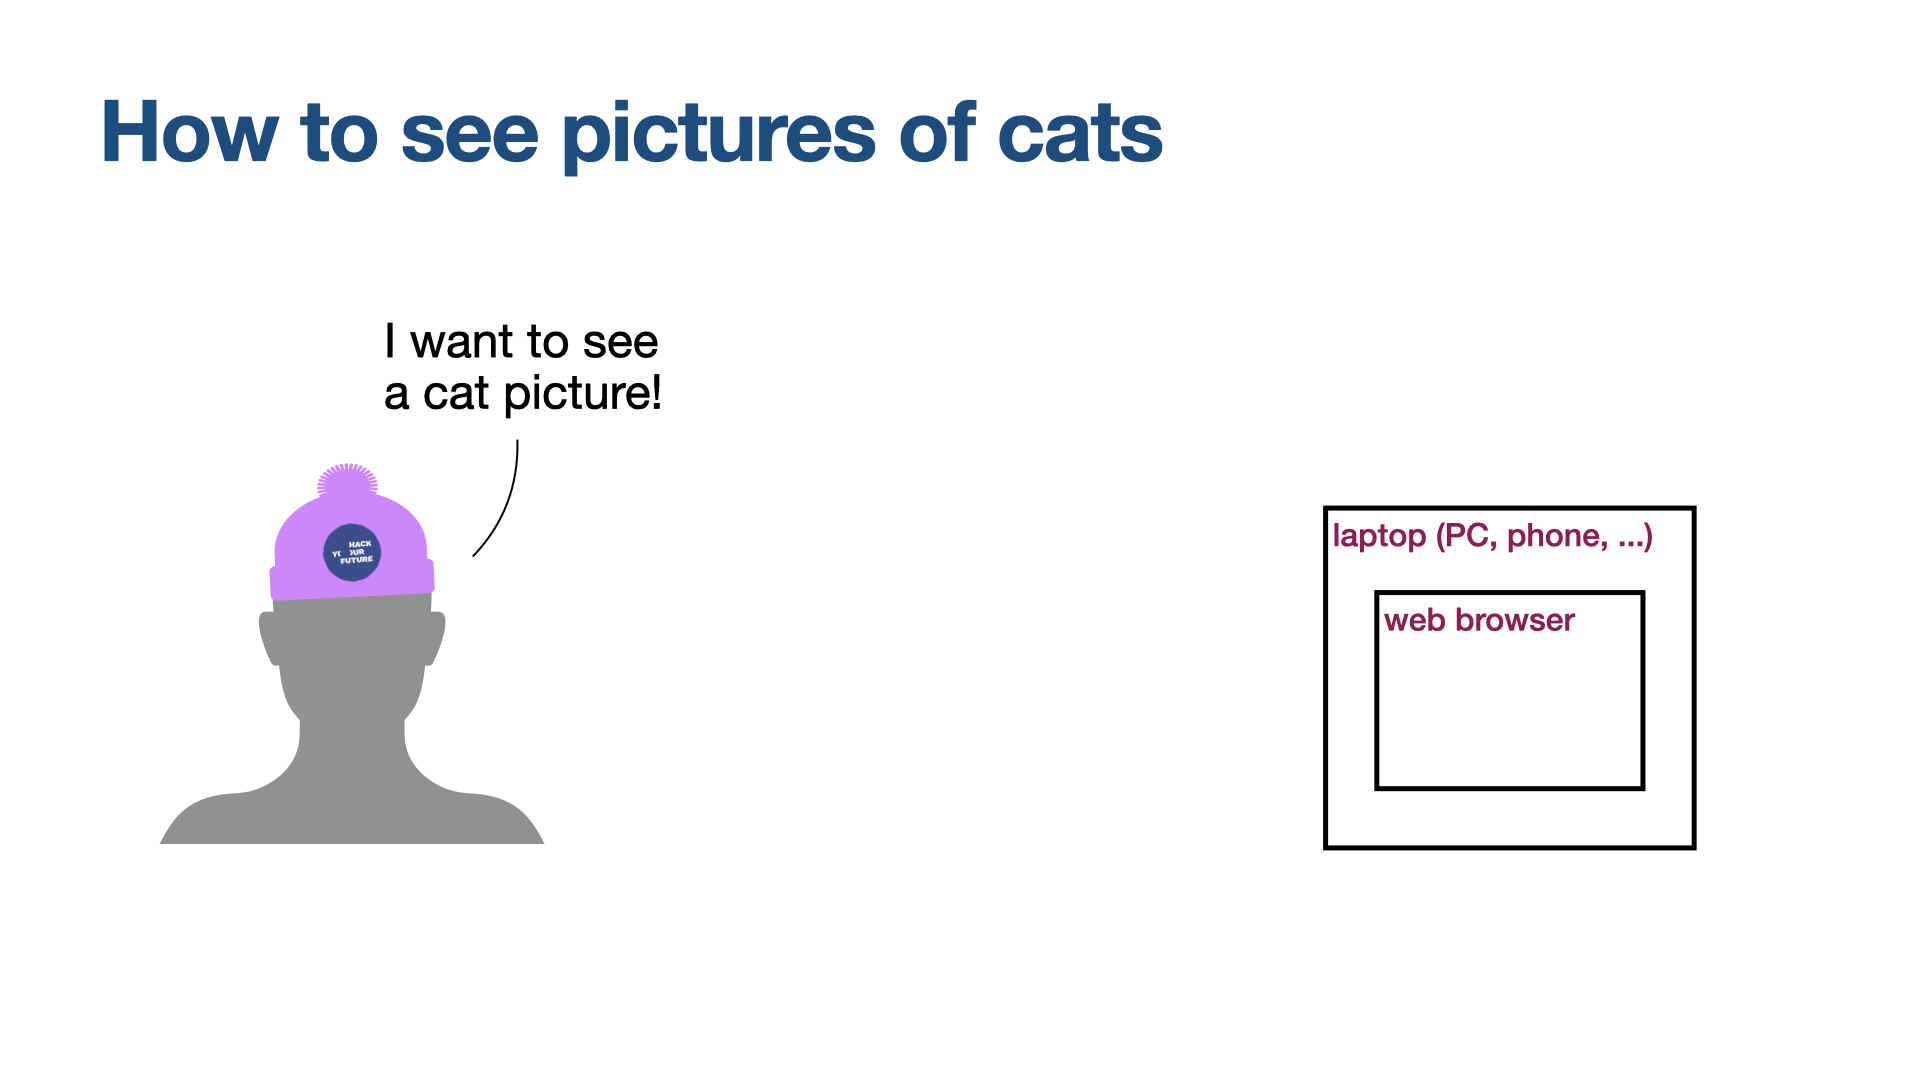 How to see pictures of cats
I want to see
a cat picture!
HACK
YOUR
FUTURE
laptop (PC, phone, ...)
web browser